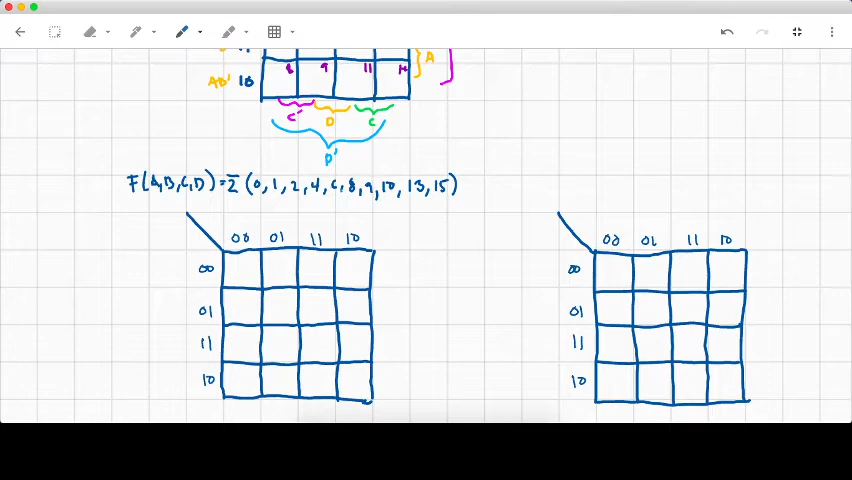 A
AB' 10 8 9 11 10
C' D C
D'
F(A,B,C,D)=Σ(0,1,2,4,6,8,9,10,13,15)
00 01 11 10
00
01
11
10
00 01 11 10
00
01
11
10